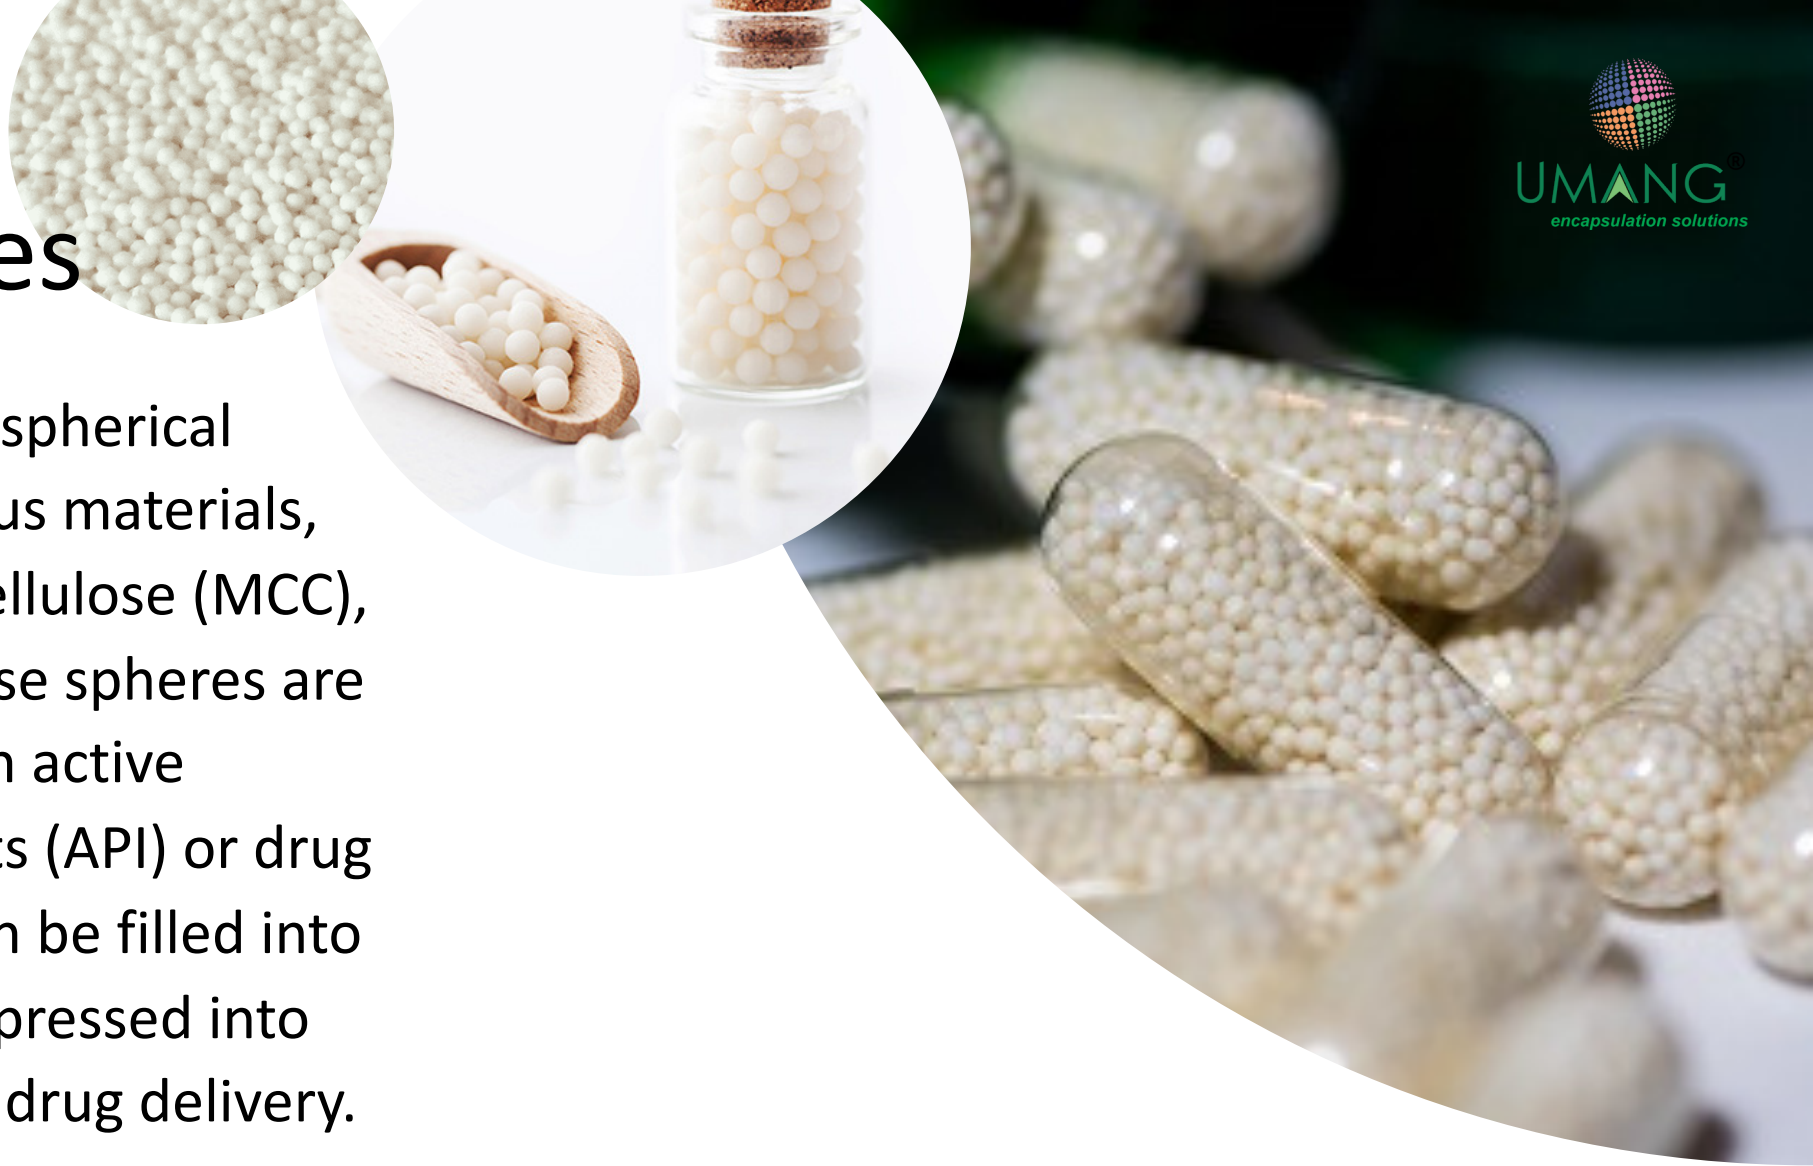 es
spherical
us materials,
ellulose (MCC),
se spheres are
n active
ts (API) or drug
n be filled into
pressed into
drug delivery.
UMANG®
encapsulation solutions